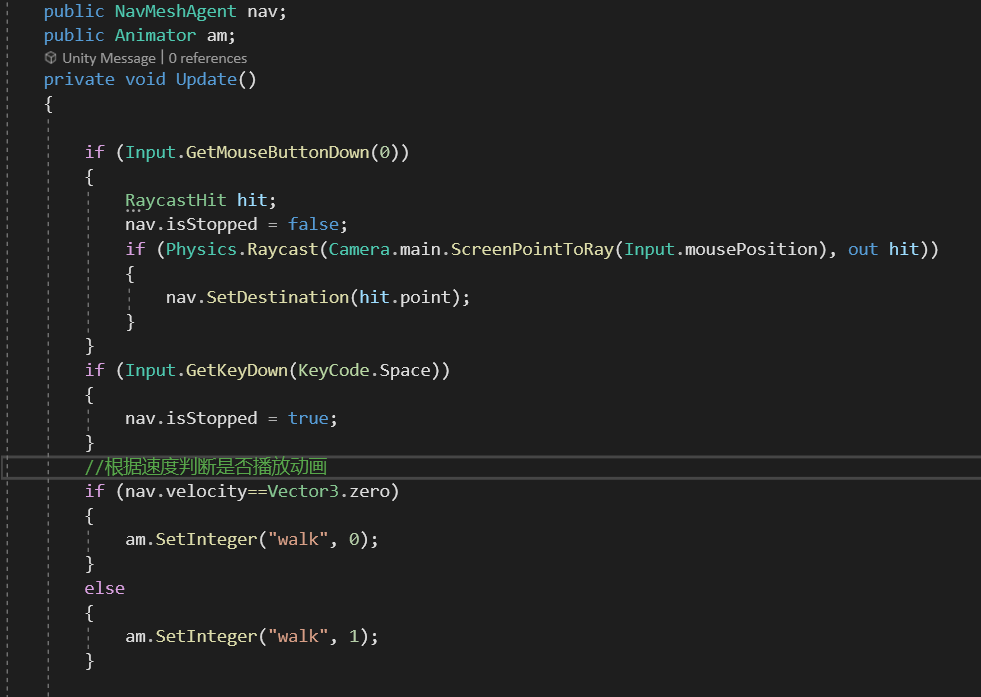 public NavMeshAgent nav;
public Animator am;
Unity Message | 0 references
private void Update()
{
if (Input.GetMouseButtonDown(0))
{
RaycastHit hit;
nav.isStopped = false;
if (Physics.Raycast(Camera.main.ScreenPointToRay(Input.mousePosition), out hit))
{
nav.SetDestination(hit.point);
}
}
if (Input.GetKeyDown(KeyCode.Space))
{
nav.isStopped = true;
}
//根据速度判断是否播放动画
if (nav.velocity==Vector3.zero)
{
am.SetInteger("walk", 0);
}
else
{
am.SetInteger("walk", 1);
}